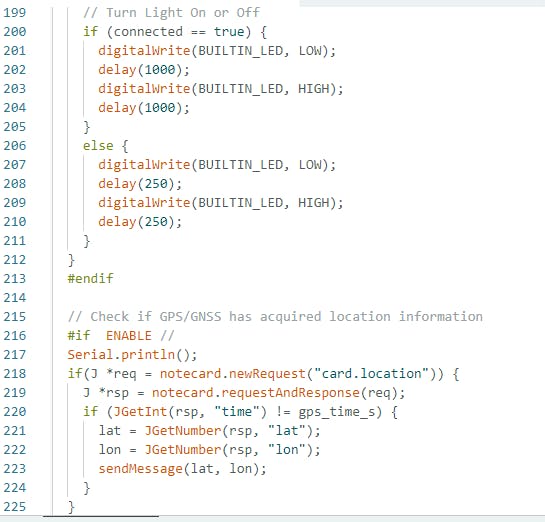 199 // Turn Light On or Off
200 if (connected == true) {
201 digitalWrite(BUILTIN_LED, LOW);
202 delay(1000);
203 digitalWrite(BUILTIN_LED, HIGH);
204 delay(1000);
205 }
206 else {
207 digitalWrite(BUILTIN_LED, LOW);
208 delay(250);
209 digitalWrite(BUILTIN_LED, HIGH);
210 delay(250);
211 }
212 }
213 #endif
214
215 // Check if GPS/GNSS has acquired location information
216 #if  ENABLE //
217 Serial.println();
218 if(J *req = notecard.newRequest("card.location")) {
219 J *rsp = notecard.requestAndResponse(req);
220 if (JGetInt(rsp, "time") != gps_time_s) {
221 lat = JGetNumber(rsp, "lat");
222 lon = JGetNumber(rsp, "lon");
223 sendMessage(lat, lon);
224 }
225 }